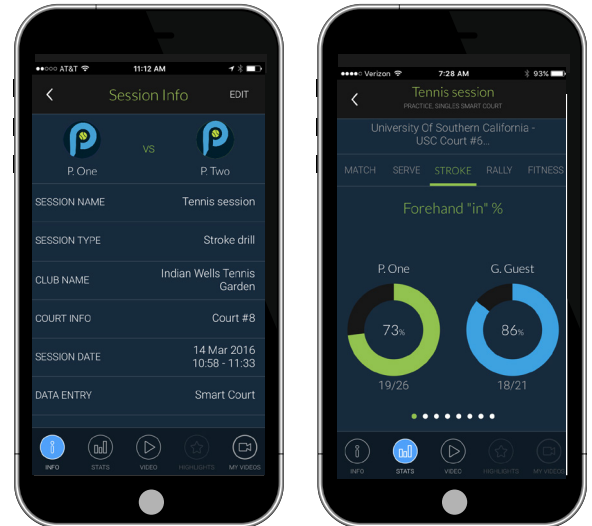 AT&T 11:12 AM
Session Info EDIT
P. One VS P. Two
SESSION NAME Tennis session
SESSION TYPE Stroke drill
CLUB NAME Indian Wells Tennis
Garden
COURT INFO Court #8
SESSION DATE 14 Mar 2016
10:58 - 11:33
DATA ENTRY Smart Court
INFO STATS VIDEO HIGHLIGHTS MY VIDEOS
Verizon 7:28 AM 93%
Tennis session
PRACTICE, SINGLES SMART COURT
University Of Southern California -
USC Court #6...
MATCH SERVE STROKE RALLY FITNESS
Forehand "in" %
P. One G. Guest
73% 86%
19/26 18/21
INFO STATS VIDEO HIGHLIGHTS MY VIDEOS